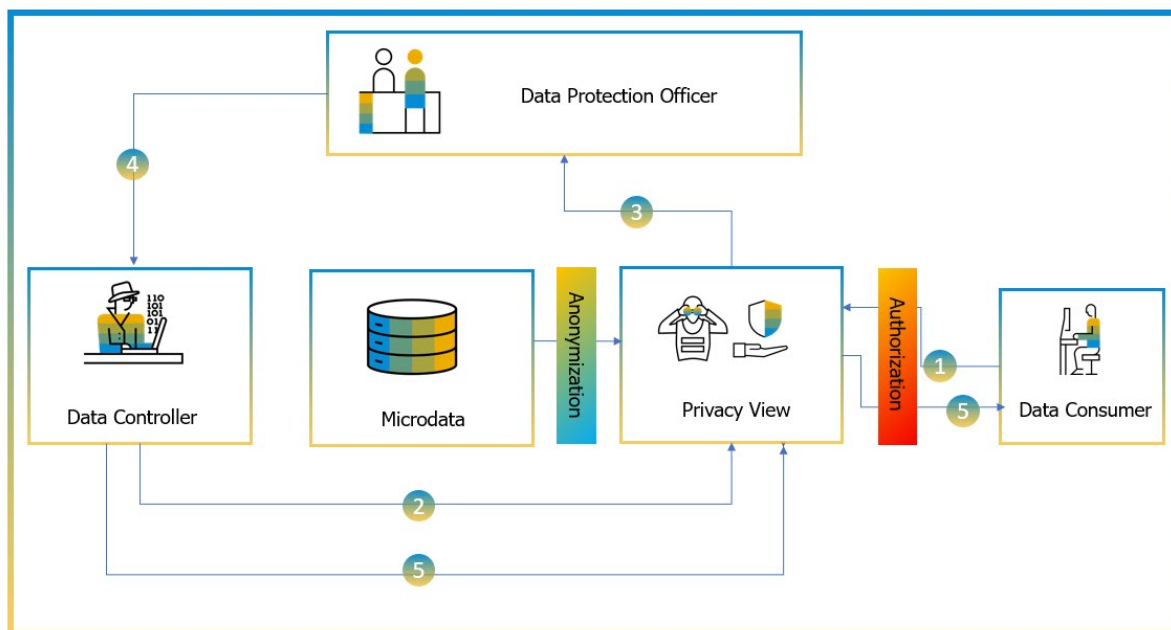 Data Protection Officer
4
3
110
101
101
01
11
Anonymization
Authorization
1
5
Data Controller
Microdata
Privacy View
Data Consumer
2
5